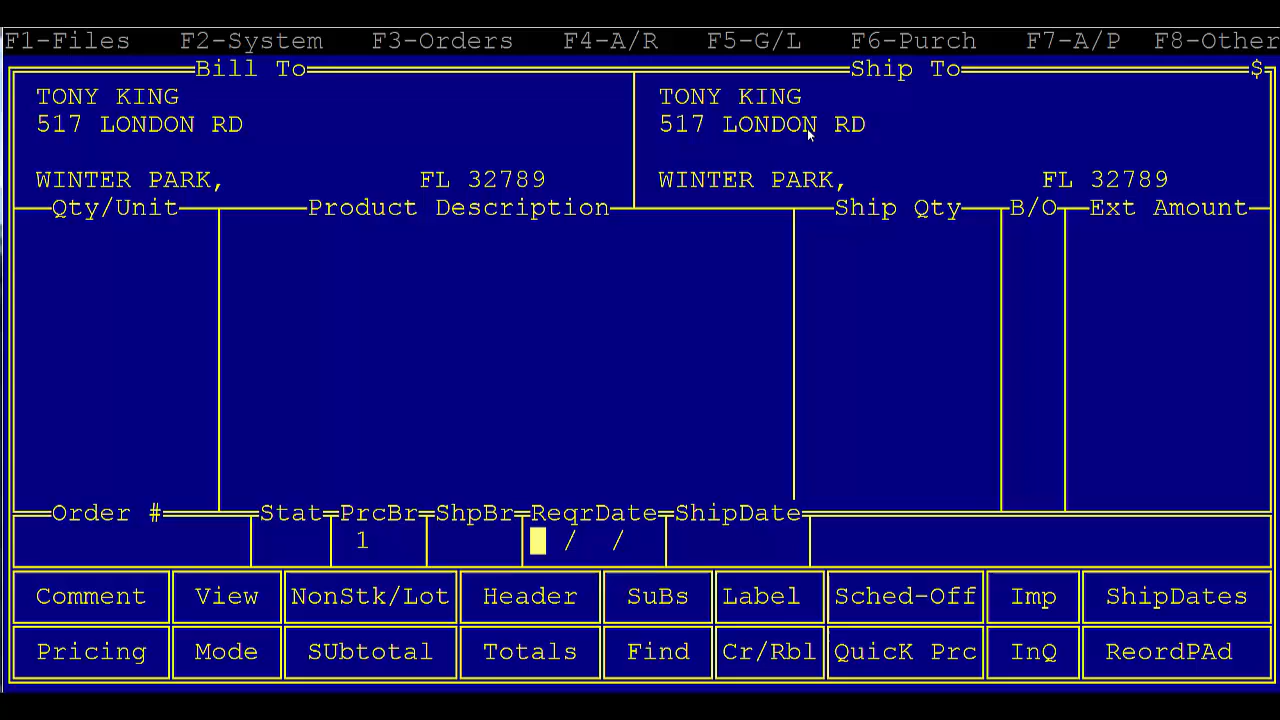 F1-Files F2-System F3-Orders F4-A/R F5-G/L F6-Purch F7-A/P F8-Other
Bill To Ship To $
TONY KING TONY KING
517 LONDON RD 517 LONDON RD
WINTER PARK, FL 32789 WINTER PARK, FL 32789
Qty/Unit Product Description Ship Qty B/O Ext Amount
Order # Stat PrcBr ShpBr ReqrDate ShipDate
1 / /
Comment View NonStk/Lot Header SuBs Label Sched-Off Imp ShipDates
Pricing Mode SUbtotal Totals Find Cr/Rbl QuicK Prc InQ ReordPAd